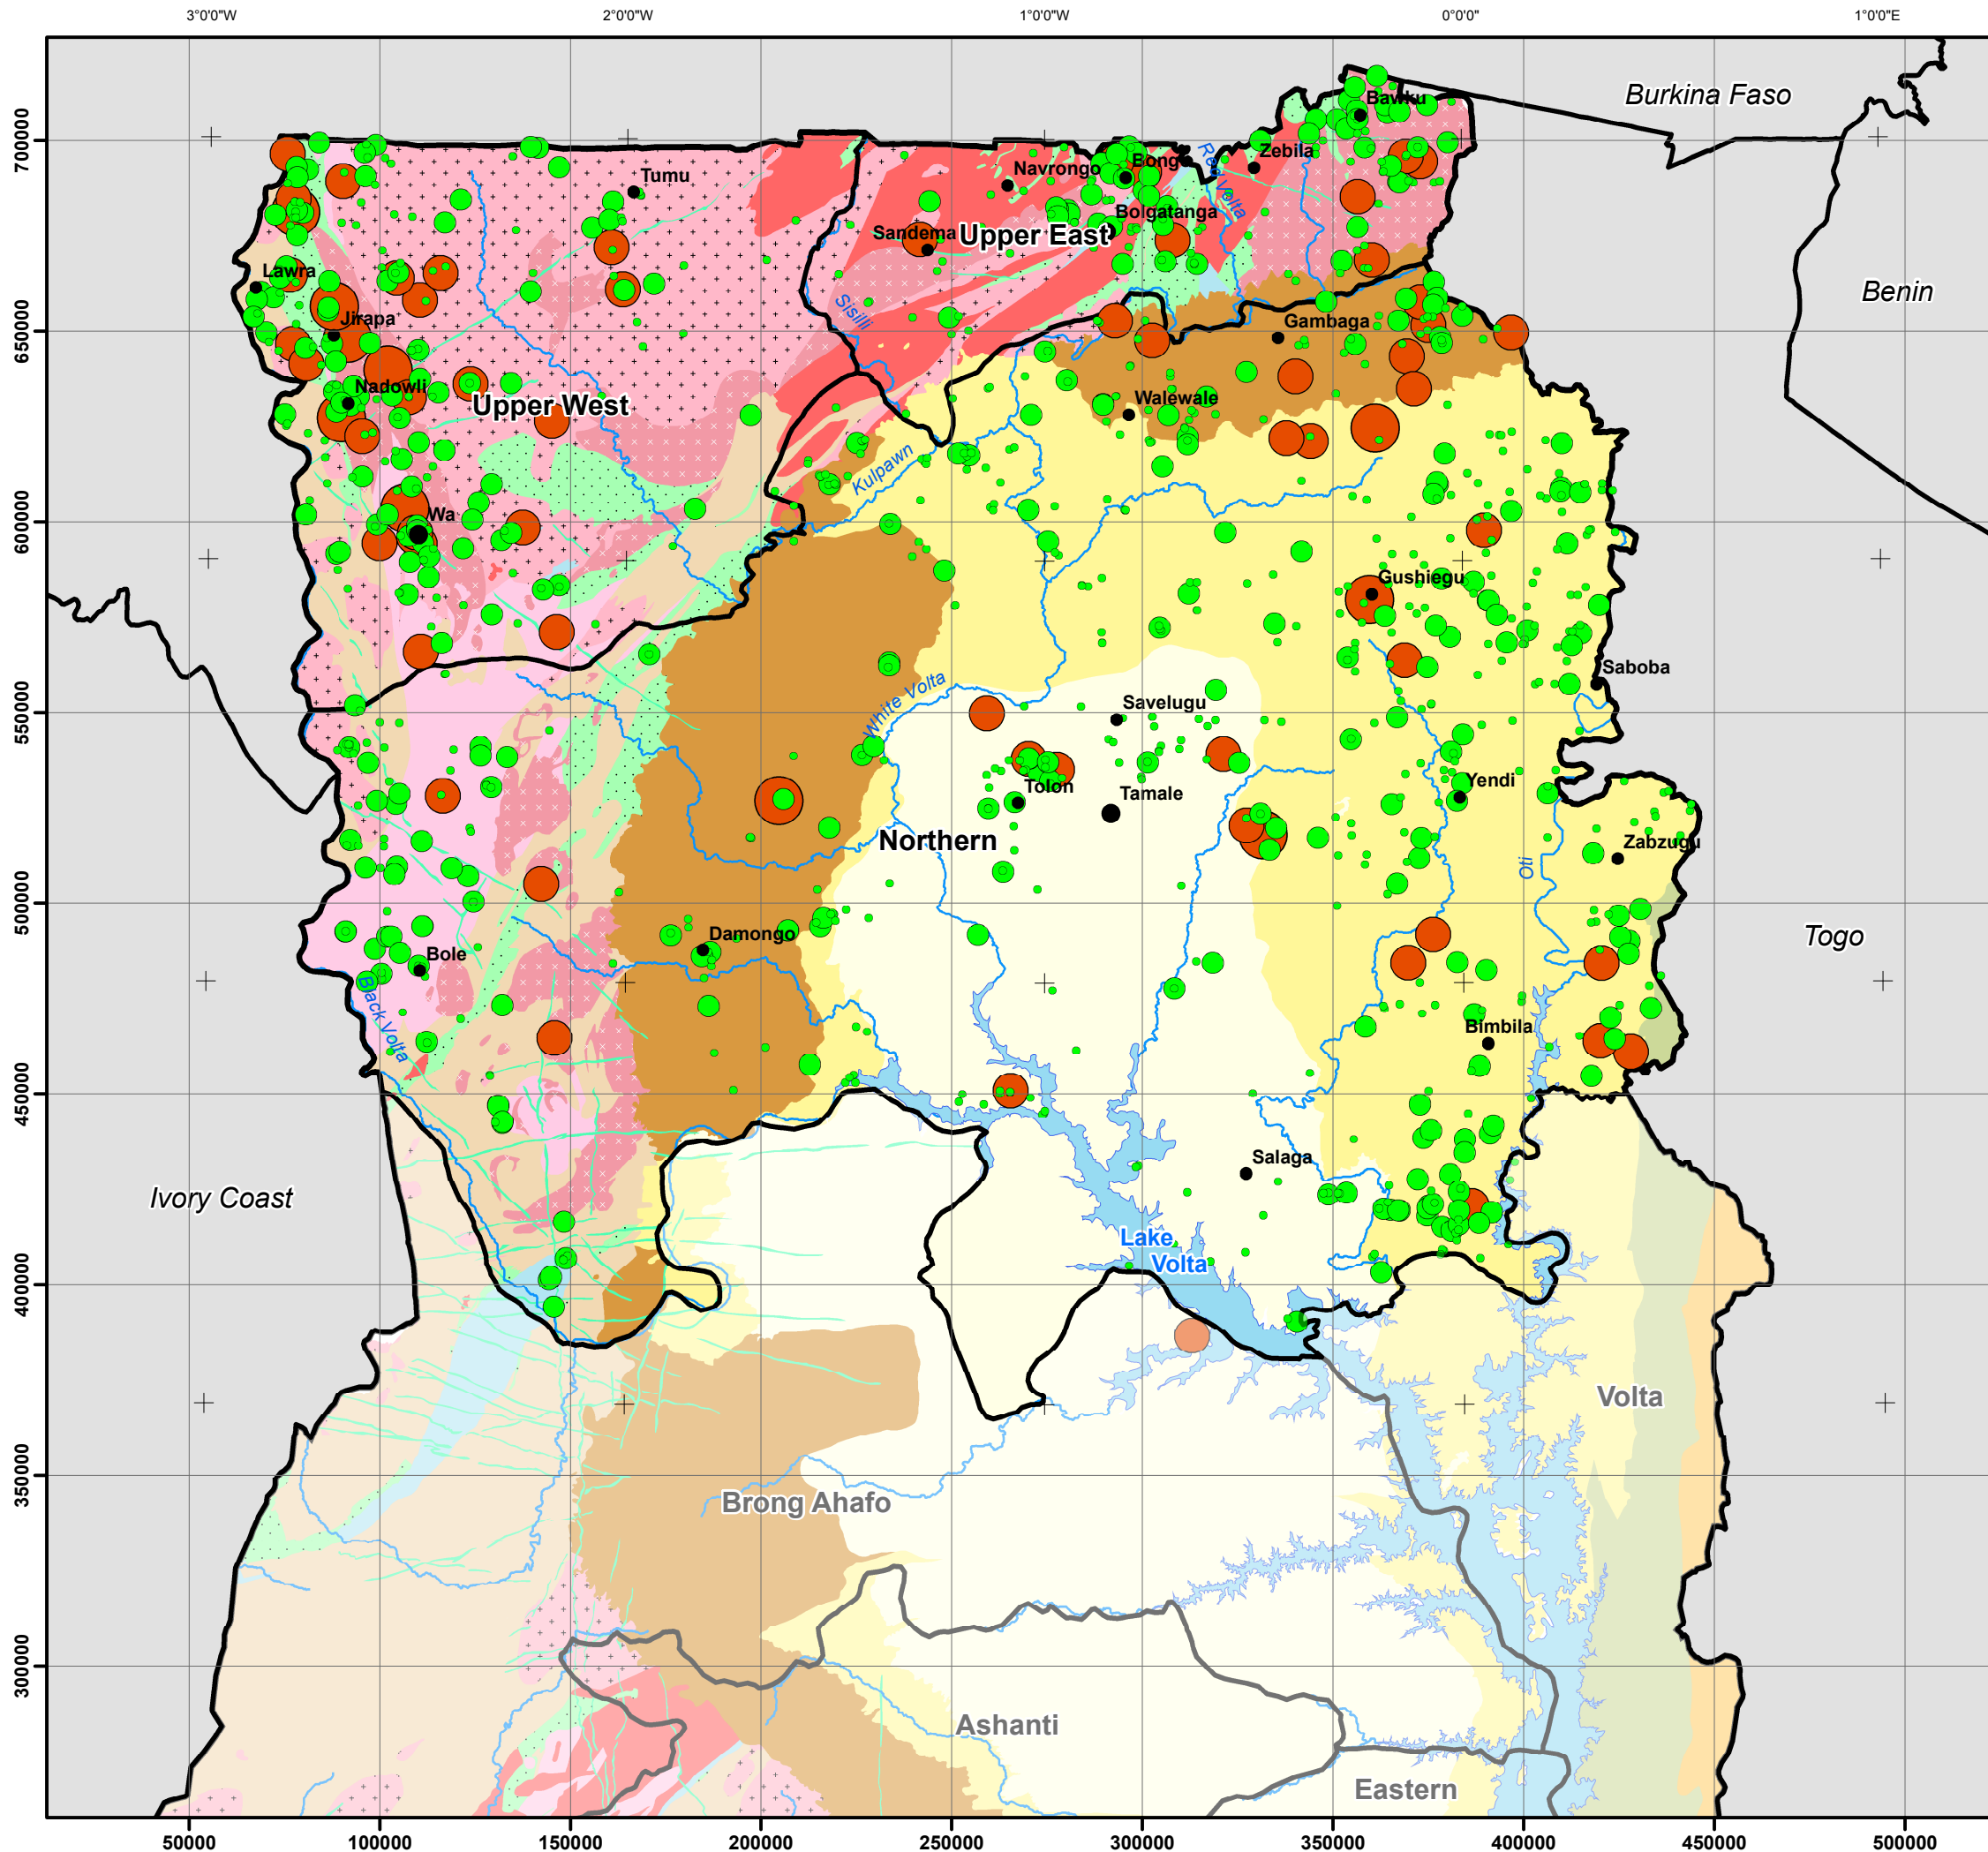 3°0'0"W
2°0'0"W
1°0'0"W
0°0'0"
1°0'0"E
Burkina Faso
Bawku
700000
Zebila
Navrongo
Bongo
Tumu
Red Volta
Bolgatanga
Sandema
Upper East
Lawra
Benin
Sisilli
Jirapa
Gambaga
650000
Nadowli
Walewale
Upper West
Kulpawn
Wa
600000
Gushiegu
Saboba
White Volta
Savelugu
550000
Yendi
Tolon
Tamale
Northern
Zabzugu
Oti
500000
Damongo
Togo
Bole
Black Volta
Bimbila
450000
Salaga
Ivory Coast
Lake
Volta
400000
Volta
350000
Brong Ahafo
300000
Ashanti
Eastern
50000
100000
150000
200000
250000
300000
350000
400000
450000
500000